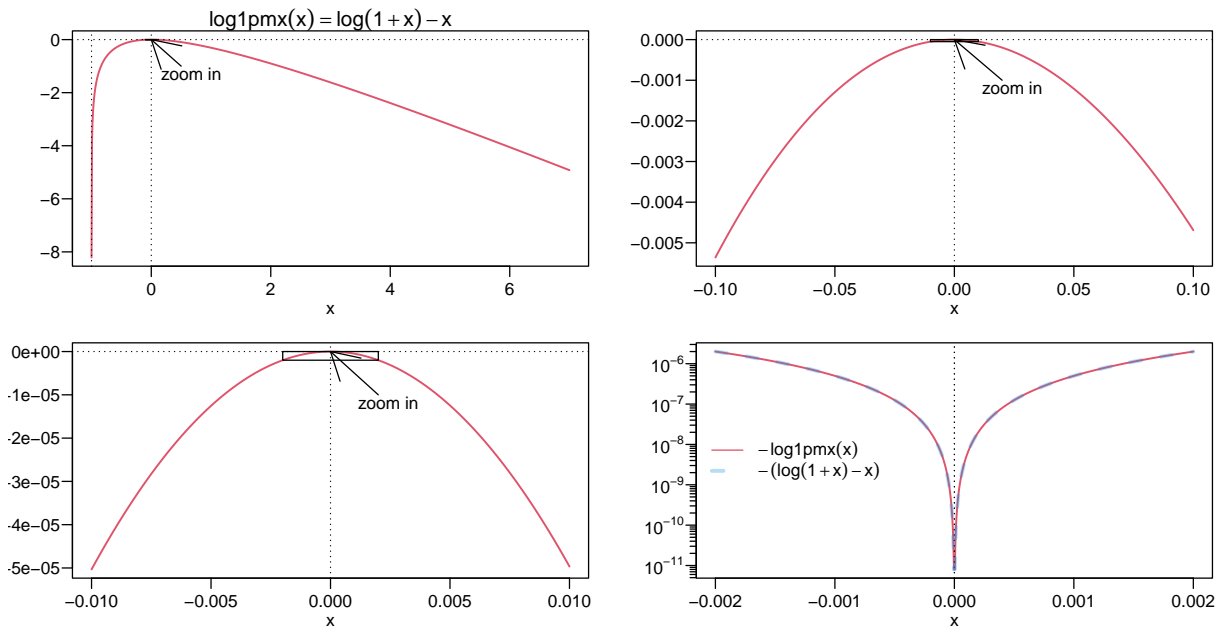 log1pmx(x) = log(1+x) − x
0
−2
−4
−6
−8
zoom in
0 2 4 6
x
0.000
−0.001
−0.002
−0.003
−0.004
−0.005
zoom in
−0.10 −0.05 0.00 0.05 0.10
x
0e+00
-1e−05
-2e−05
-3e−05
-4e−05
-5e−05
zoom in
−0.010 −0.005 0.000 0.005 0.010
x
10⁻⁶
10⁻⁷
10⁻⁸
10⁻⁹
10⁻¹⁰
10⁻¹¹
−log1pmx(x)
−(log(1+x)−x)
−0.002 −0.001 0.000 0.001 0.002
x